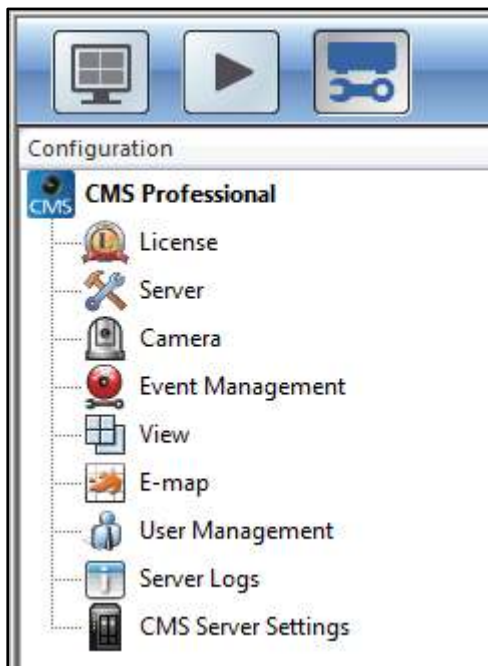 Configuration
CMS
CMS Professional
License
Server
Camera
Event Management
View
E-map
User Management
Server Logs
CMS Server Settings